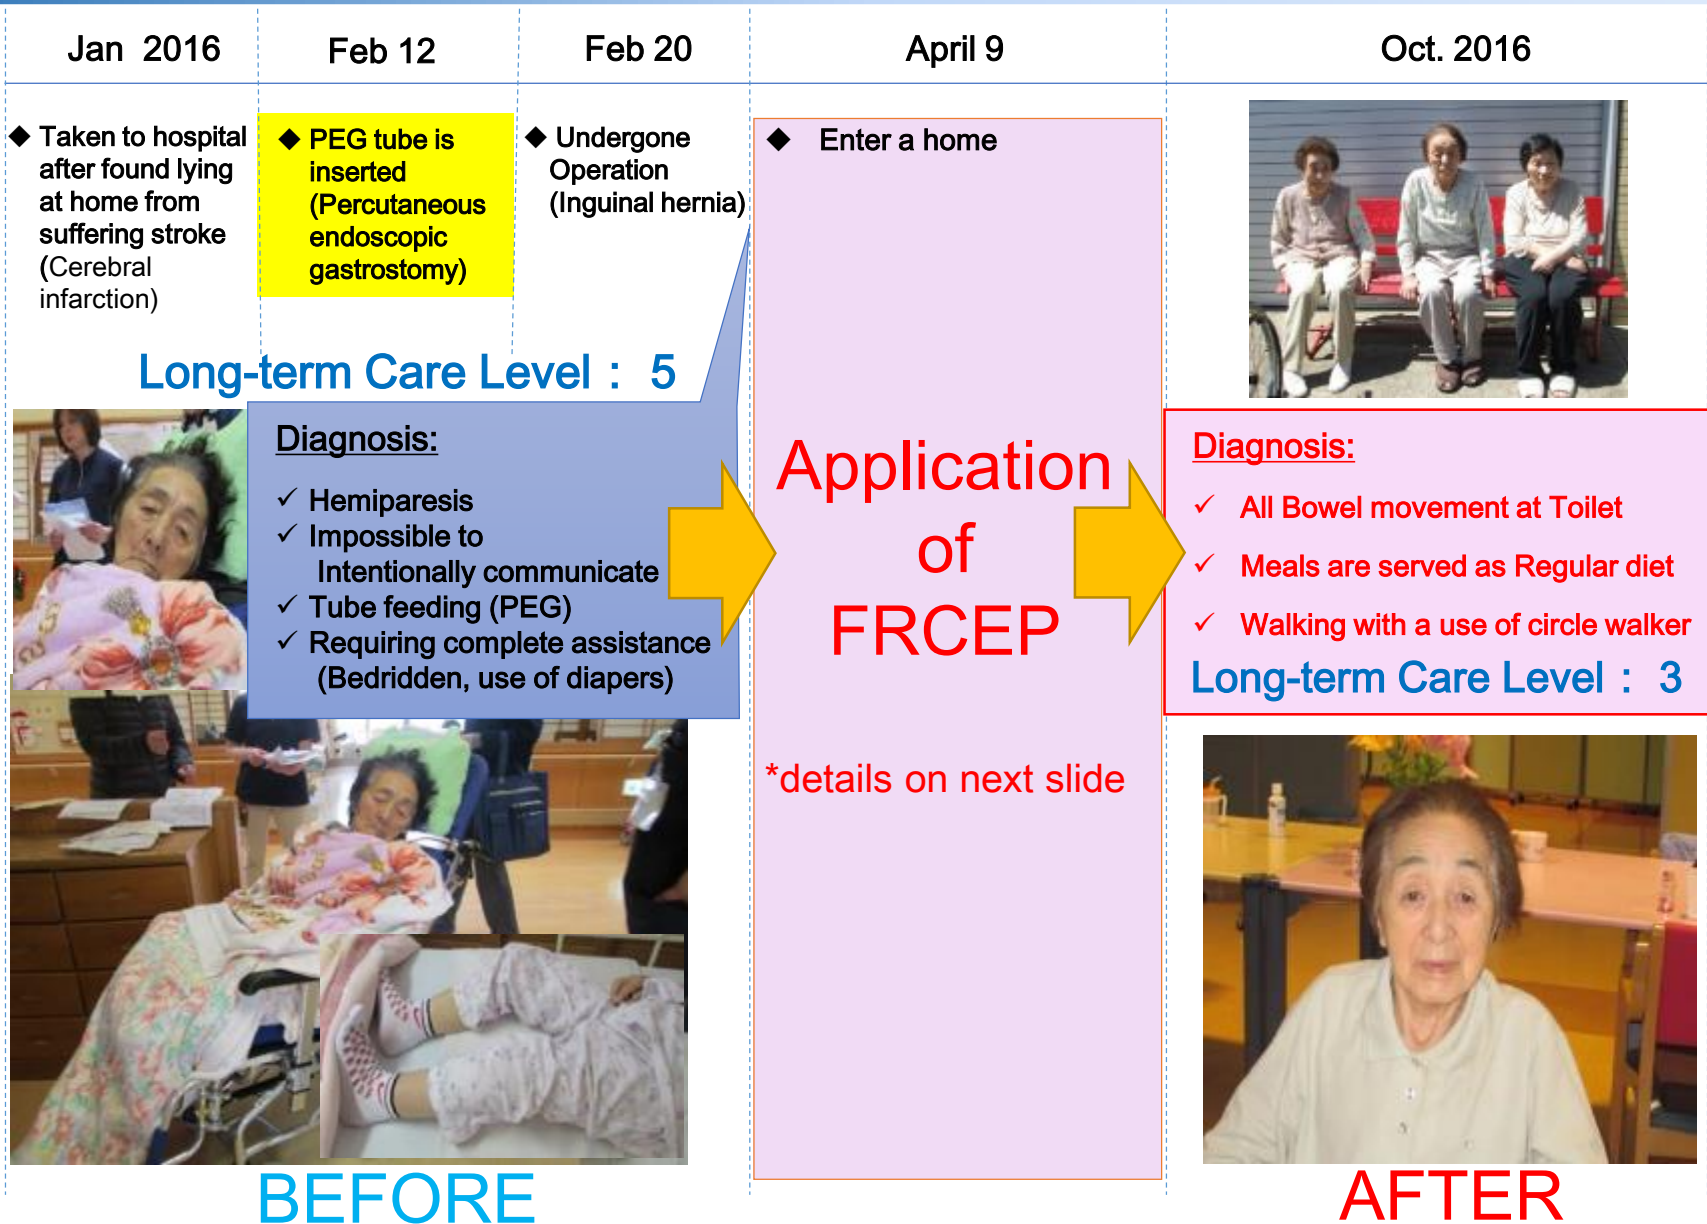 Jan 2016
Feb 12
Feb 20
April 9
Oct. 2016
◆ Taken to hospital
after found lying
at home from
suffering stroke
(Cerebral
infarction)
◆ PEG tube is
inserted
(Percutaneous
endoscopic
gastrostomy)
◆ Undergone
Operation
(Inguinal hernia)
◆ Enter a home
Long-term Care Level : 5
Diagnosis:
✓ Hemiparesis
✓ Impossible to
Intentionally communicate
✓ Tube feeding (PEG)
✓ Requiring complete assistance
(Bedridden, use of diapers)
Application
of
FRCEP
*details on next slide
Diagnosis:
✓ All Bowel movement at Toilet
✓ Meals are served as Regular diet
✓ Walking with a use of circle walker
Long-term Care Level : 3
BEFORE
AFTER